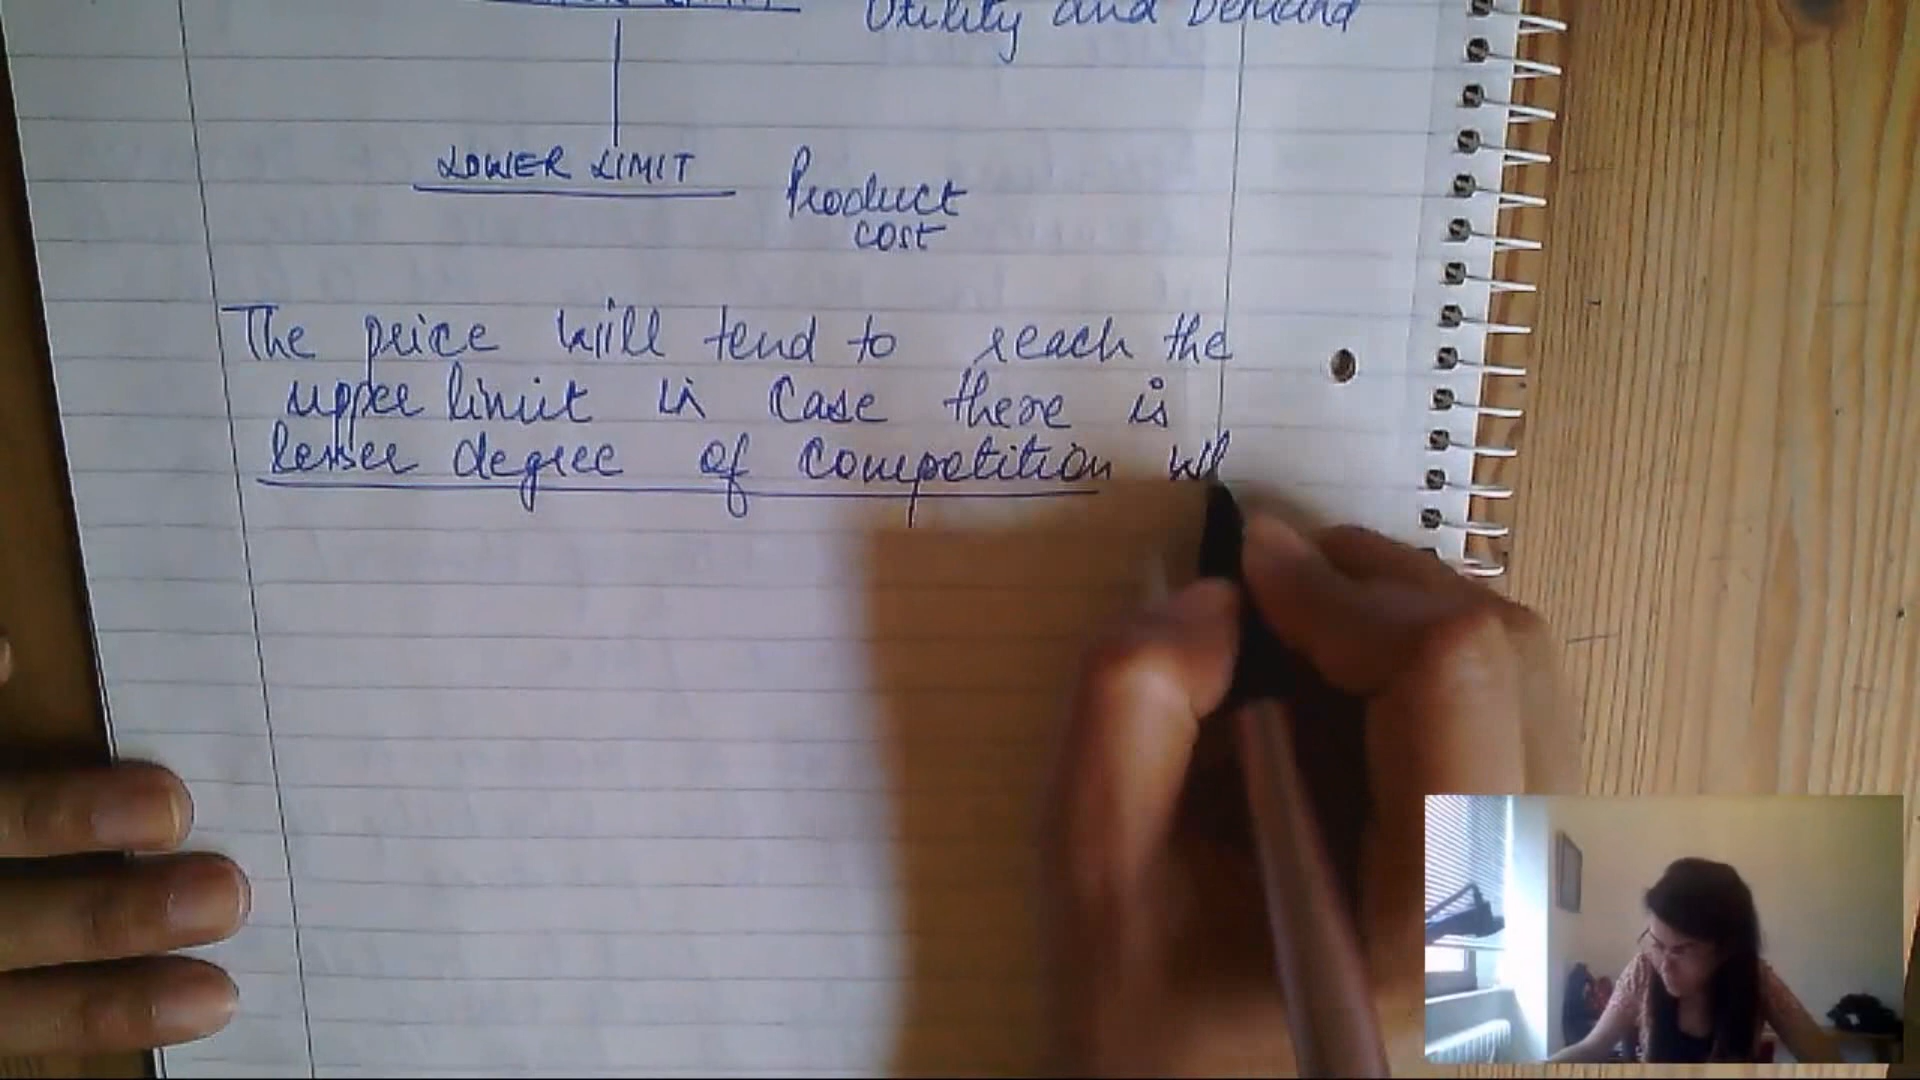 Utility and Demand
LOWER LIMIT
Product
cost
The price will tend to reach the
upper limit in case there is
lesser degree of competition